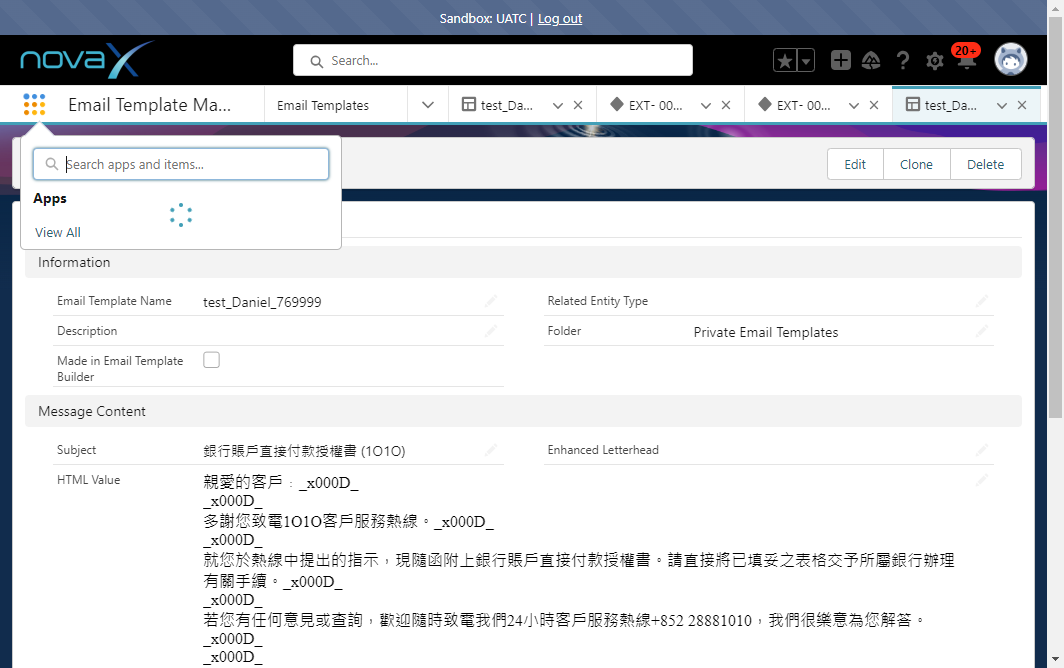 Sandbox: UATC | Log out
novaX
Search...
20+
Email Template Ma...
Email Templates
test_Da...
EXT- 00...
EXT- 00...
test_Da...
Search apps and items...
Apps
View All
Edit
Clone
Delete
Information
Email Template Name
test_Daniel_769999
Related Entity Type
Description
Folder
Private Email Templates
Made in Email Template
Builder
Message Content
Subject
銀行賬戶直接付款授權書 (1O1O)
Enhanced Letterhead
HTML Value
親愛的客戶﹕_x000D_
_x000D_
多謝您致電1O1O客戶服務熱線。_x000D_
_x000D_
就您於熱線中提出的指示，現隨函附上銀行賬戶直接付款授權書。請直接將已填妥之表格交予所屬銀行辦理
有關手續。_x000D_
_x000D_
若您有任何意見或查詢，歡迎隨時致電我們24小時客戶服務熱線+852 28881010，我們很樂意為您解答。
_x000D_
_x000D_